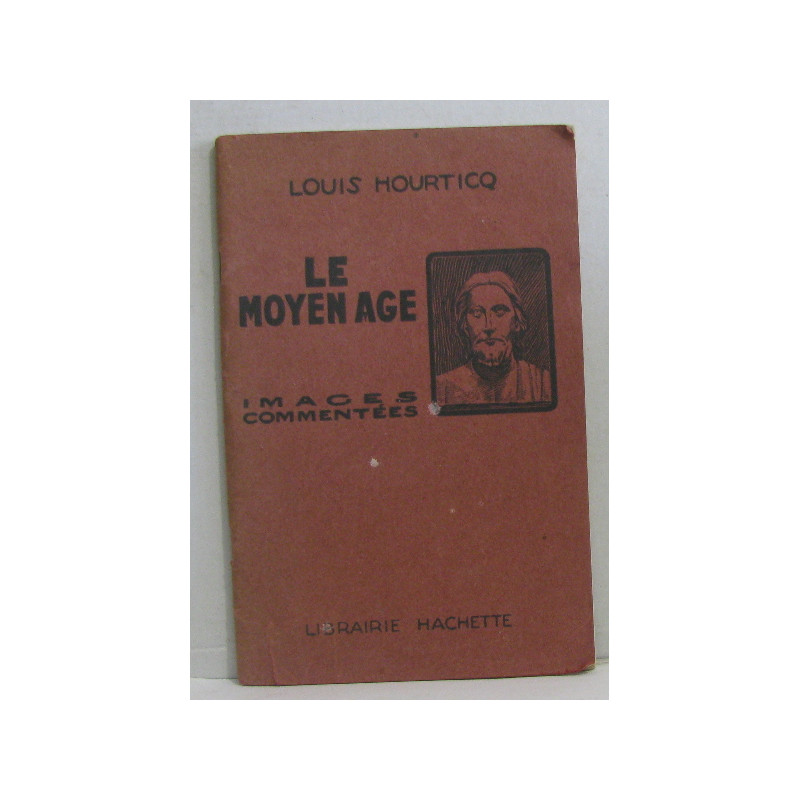 LOUIS HOURTICQ
LE
MOYEN AGE
IMAGES
COMMENTÉES
LIBRAIRIE HACHETTE